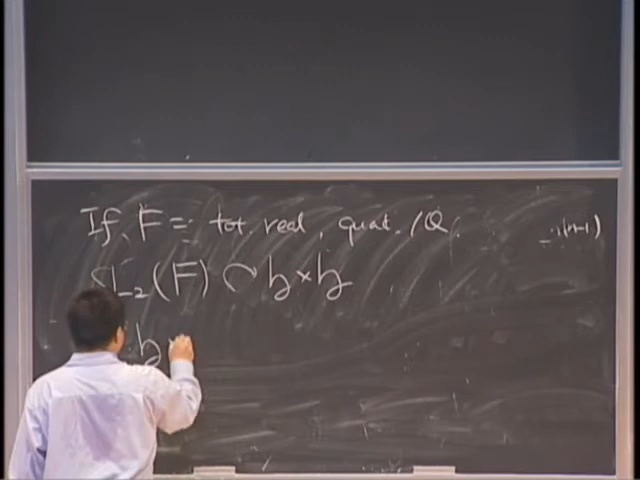 If F = tot. real, quat. /Q.
SL₂(F) ↷ h × h
h